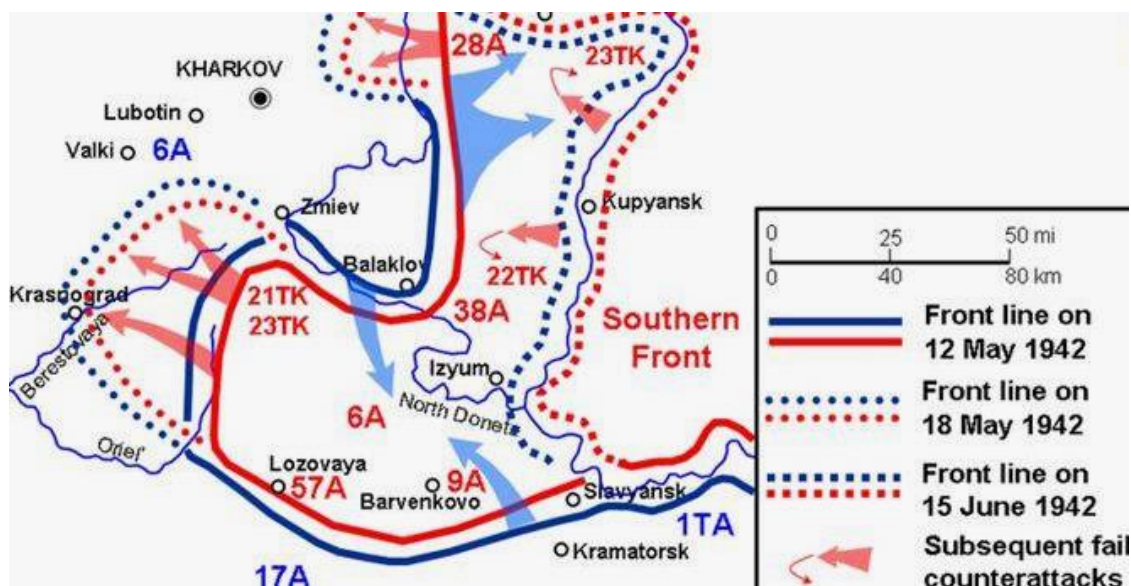 28A
23TK
KHARKOV
Lubotin
Valki
6A
Zmiev
Kupyansk
Balaklov
22TK
21TK
23TK
38A
Krasnograd
Berestovaya
Southern
Front
Izyum
6A
North Donets
Orief
Lozovaya
57A
Barvenkovo
9A
Slavyansk
1TA
Kramatorsk
17A
0 25 50 mi
0 40 80 km
Front line on
12 May 1942
Front line on
18 May 1942
Front line on
15 June 1942
Subsequent fail
counterattacks